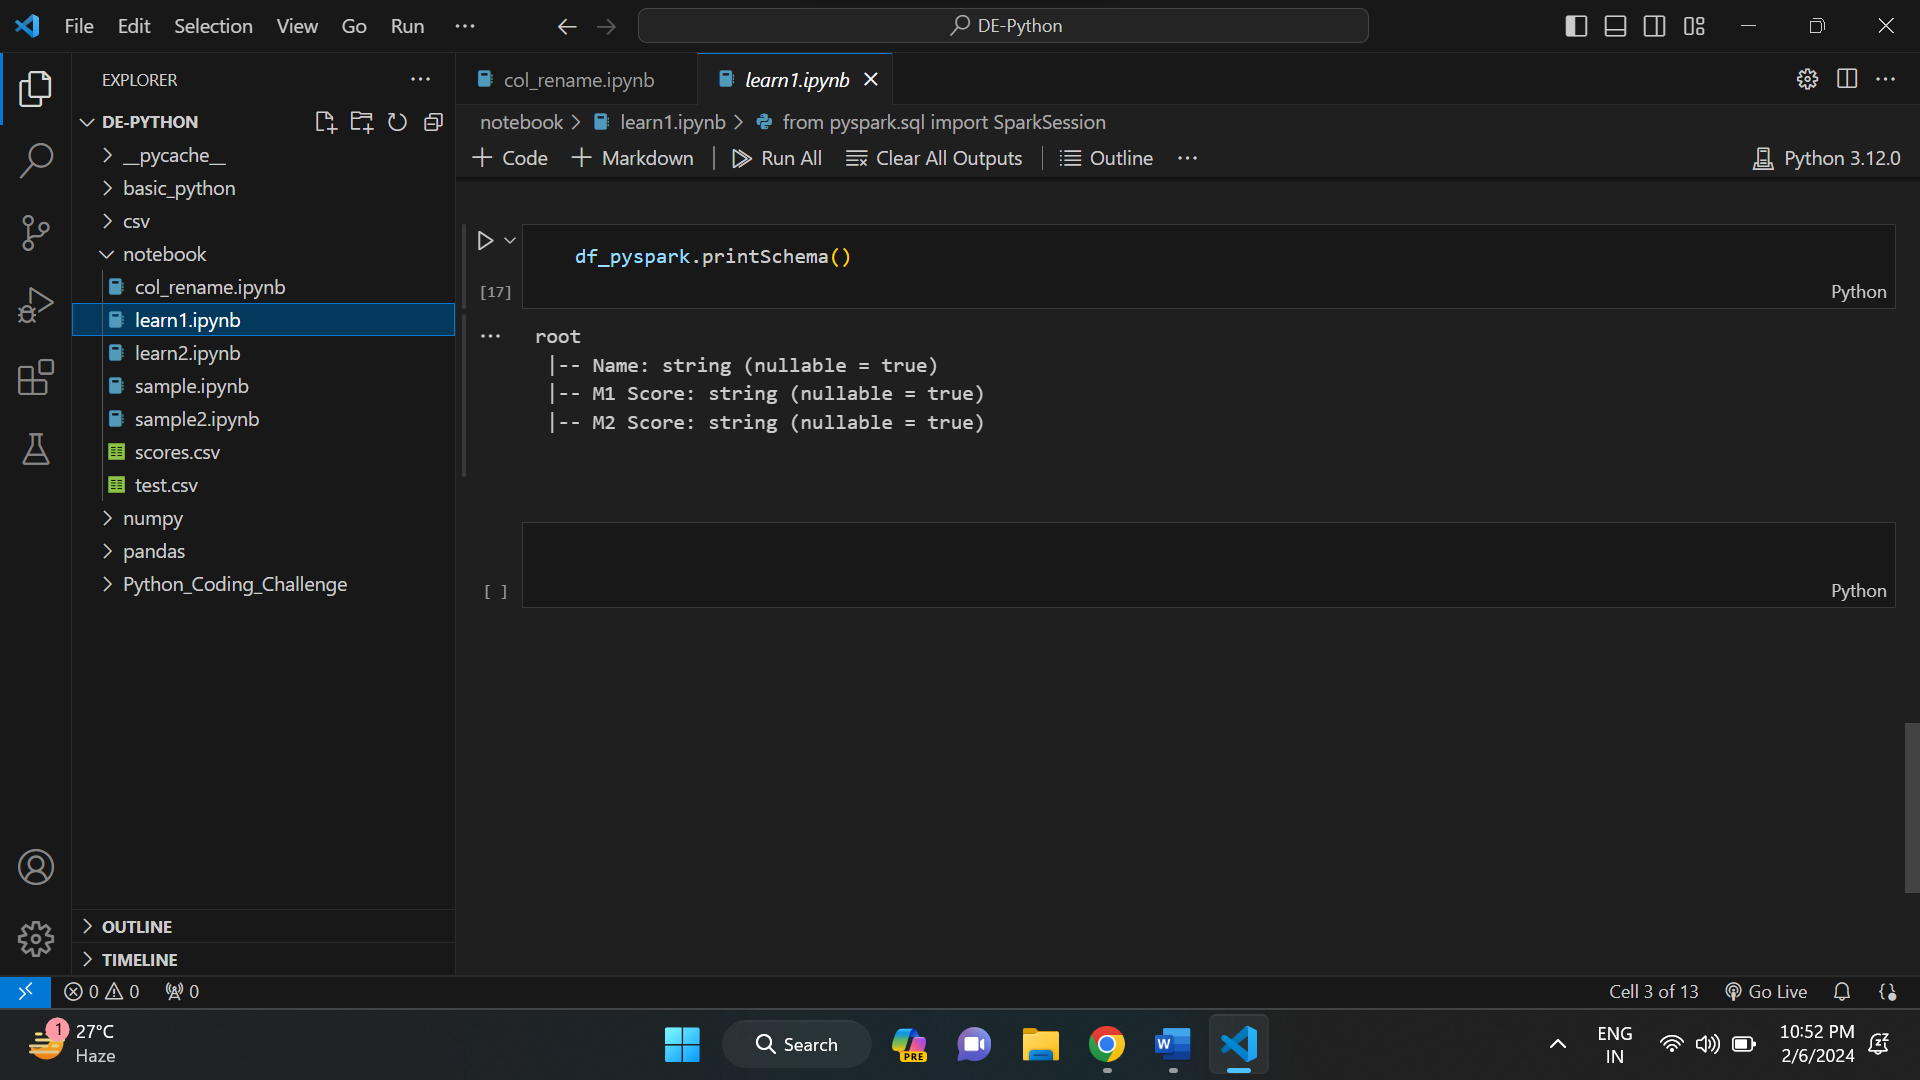 File Edit Selection View Go Run ···
DE-Python
EXPLORER
DE-PYTHON
__pycache__
basic_python
csv
notebook
col_rename.ipynb
learn1.ipynb
learn2.ipynb
sample.ipynb
sample2.ipynb
scores.csv
test.csv
numpy
pandas
Python_Coding_Challenge
OUTLINE
TIMELINE
col_rename.ipynb learn1.ipynb
notebook > learn1.ipynb > from pyspark.sql import SparkSession
+ Code + Markdown | Run All Clear All Outputs | Outline ···
Python 3.12.0
df_pyspark.printSchema()
[17]
Python
root
|-- Name: string (nullable = true)
|-- M1 Score: string (nullable = true)
|-- M2 Score: string (nullable = true)
[ ]
Python
0 0 0
Cell 3 of 13 Go Live
1
27°C
Haze
Search
PRE
W
ENG
IN
10:52 PM
2/6/2024